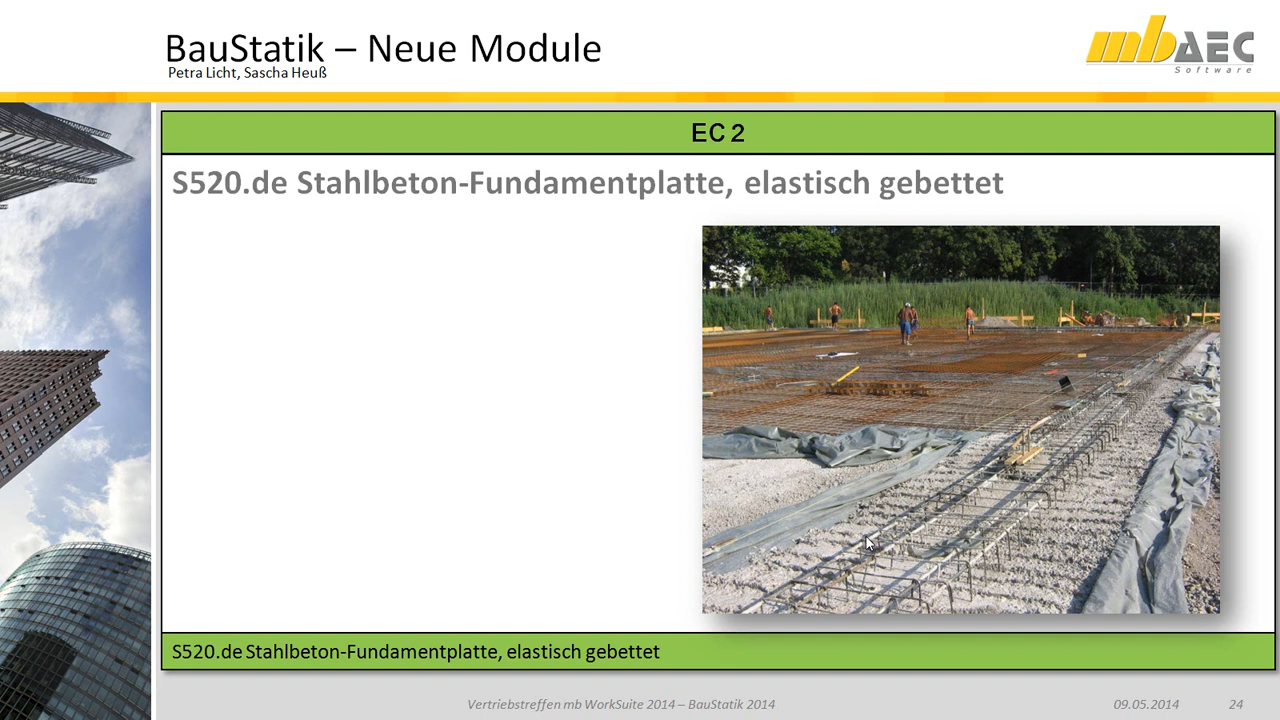 BauStatik – Neue Module
Petra Licht, Sascha Heuß
mbAEC
Software
EC 2
S520.de Stahlbeton-Fundamentplatte, elastisch gebettet
S520.de Stahlbeton-Fundamentplatte, elastisch gebettet
Vertriebstreffen mb WorkSuite 2014 – BauStatik 2014
09.05.2014
24